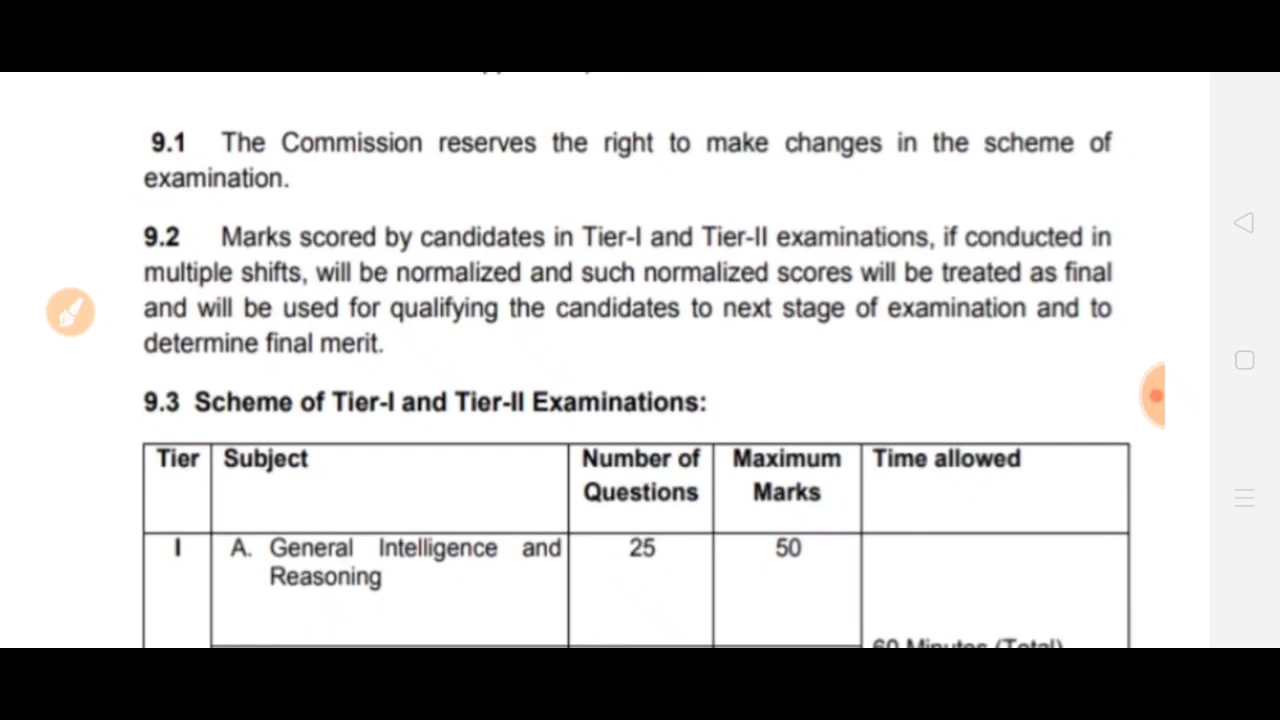 9.1 The Commission reserves the right to make changes in the scheme of
examination.
9.2 Marks scored by candidates in Tier-I and Tier-II examinations, if conducted in
multiple shifts, will be normalized and such normalized scores will be treated as final
and will be used for qualifying the candidates to next stage of examination and to
determine final merit.
9.3 Scheme of Tier-I and Tier-II Examinations:
Tier Subject Number of Questions Maximum Marks Time allowed
I A. General Intelligence and 25 50
Reasoning
60 Minutes (Total)